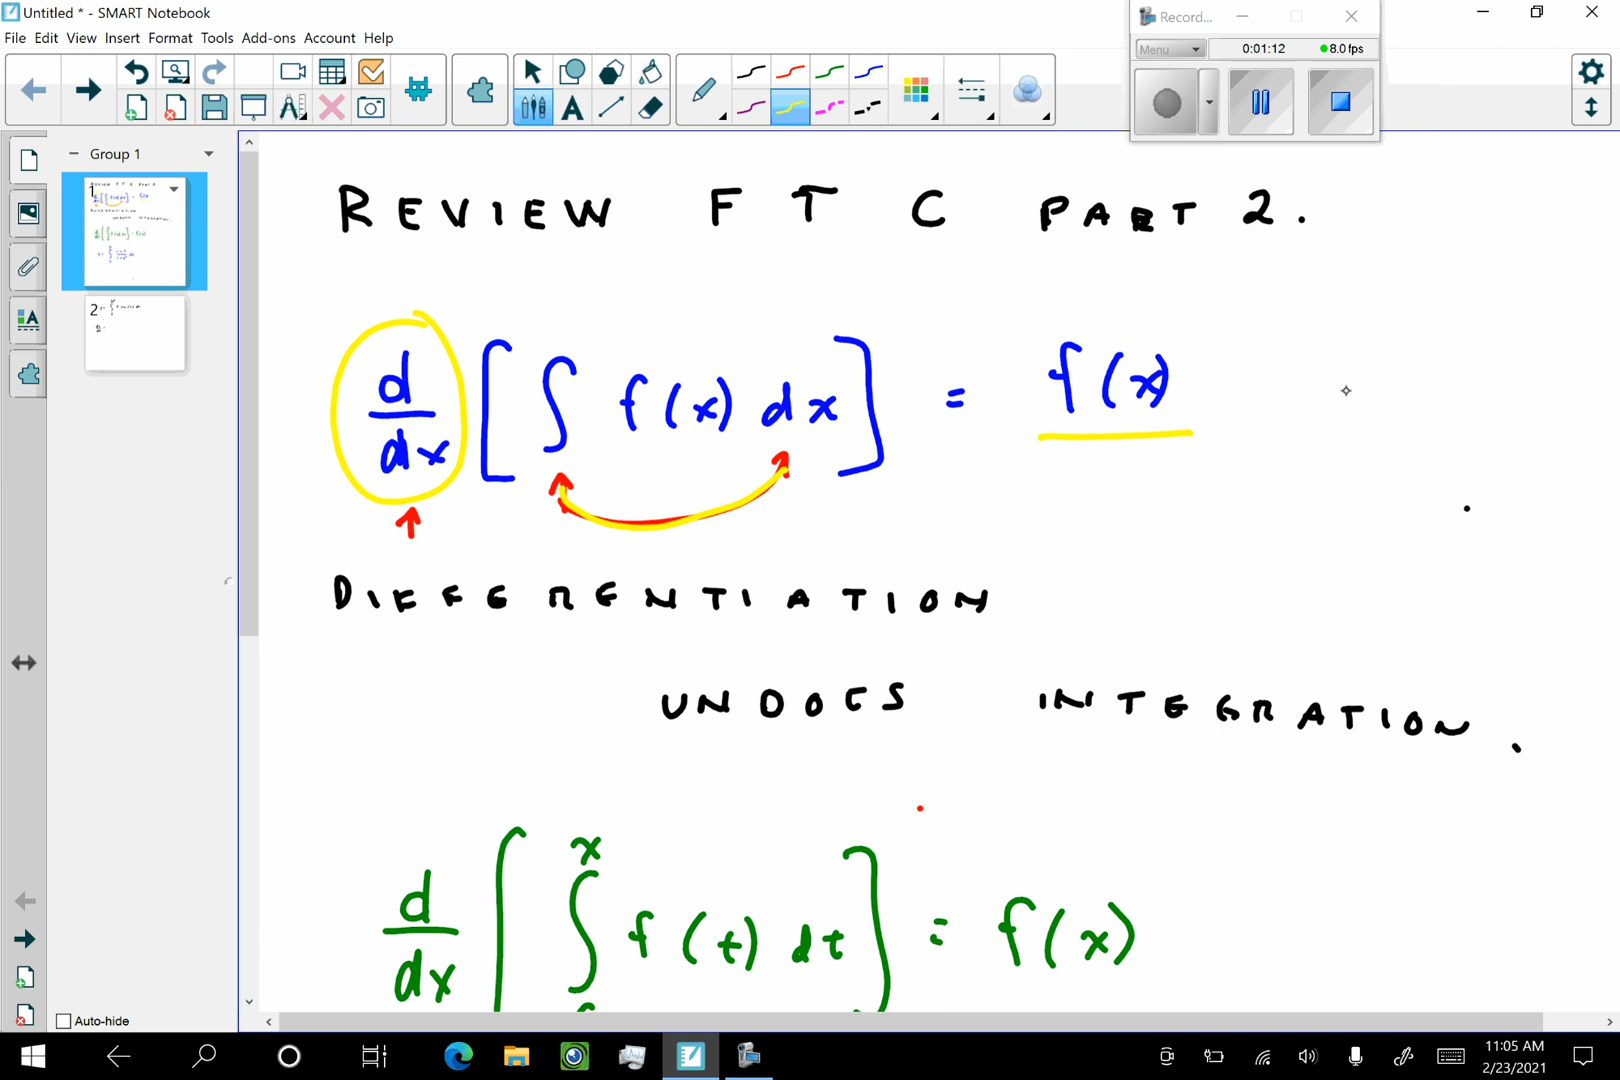 Untitled * - SMART Notebook
File Edit View Insert Format Tools Add-ons Account Help
Record...
Menu 0:01:12 8.0 fps
Group 1
1
2
REVIEW F T C PART 2.
d/dx [ ∫ f(x) dx ] = f(x)
DIFFERENTIATION
UNDOES INTEGRATION.
x
d/dx [ ∫ f(t) dt ] = f(x)
Auto-hide
11:05 AM
2/23/2021